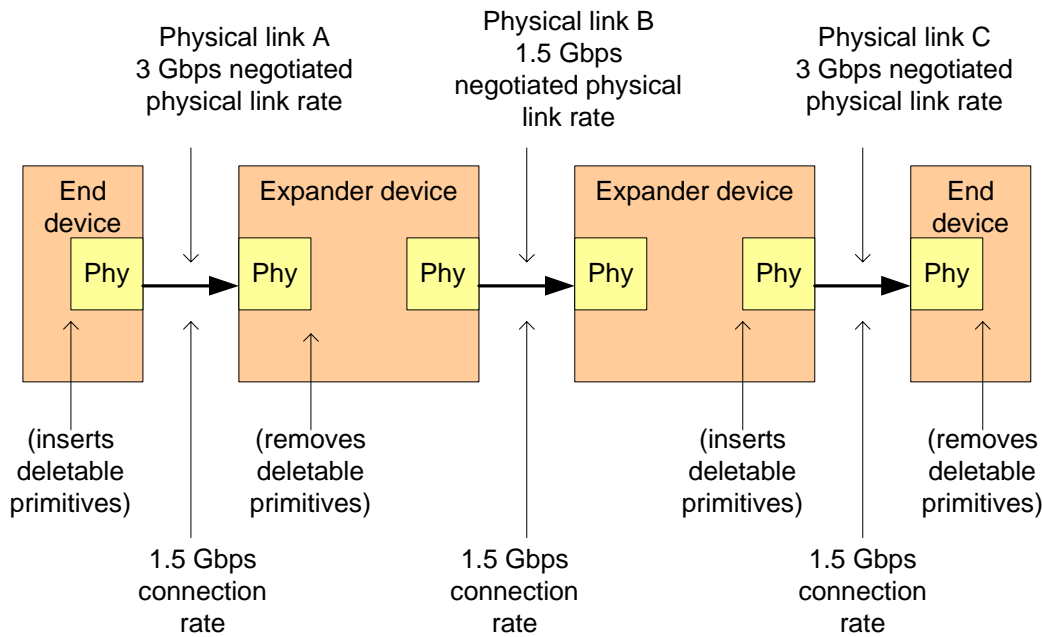 Physical link A
3 Gbps negotiated
physical link rate
Physical link B
1.5 Gbps
negotiated physical
link rate
Physical link C
3 Gbps negotiated
physical link rate
End
device
Expander device
Expander device
End
device
Phy
Phy
Phy
Phy
Phy
Phy
(inserts
deletable
primitives)
(removes
deletable
primitives)
(inserts
deletable
primitives)
(removes
deletable
primitives)
1.5 Gbps
connection
rate
1.5 Gbps
connection
rate
1.5 Gbps
connection
rate